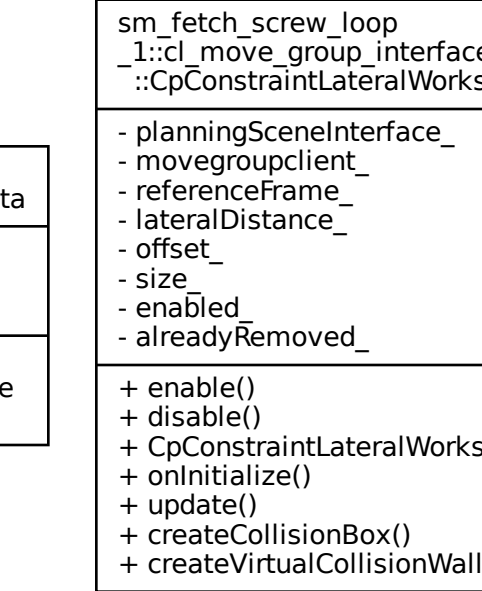 sm_fetch_screw_loop
_1::cl_move_group_interface
::CpConstraintLateralWorks
- planningSceneInterface_
- movegroupclient_
- referenceFrame_
- lateralDistance_
- offset_
- size_
- enabled_
- alreadyRemoved_
+ enable()
+ disable()
+ CpConstraintLateralWorks
+ onInitialize()
+ update()
+ createCollisionBox()
+ createVirtualCollisionWall
ta
e